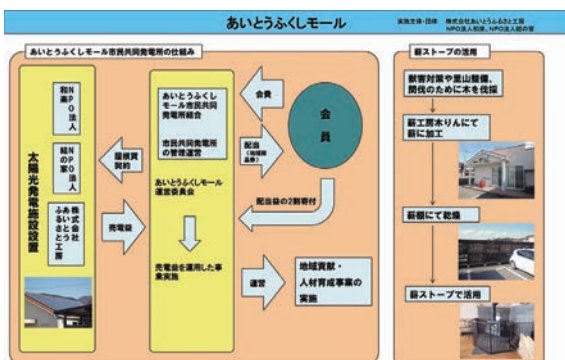 あいとうふくしモール
実施主体・団体 株式会社あいとうふるさと工房
NPO法人和楽、NPO法人結の家
あいとうふくしモール市民共同発電所の仕組み
太陽光発電施設設置
NPO法人
和楽
NPO法人
結の家
株式会社
あいとう
ふるさと工房
屋根貸
契約
売電益
あいとうふくし
モール市民共同
発電所組合
市民共同発電所
の管理運営
あいとうふくしモール
運営委員会
売電益を運用した事
業実施
会費
配当
(地域商
品券)
会員
配当益の2割寄付
運営
地域貢献・
人材育成事業の
実施
薪ストーブの活用
獣害対策や里山整備、
間伐のために木を伐採
薪工房木りんにて
薪に加工
薪棚にて乾燥
薪ストーブで活用